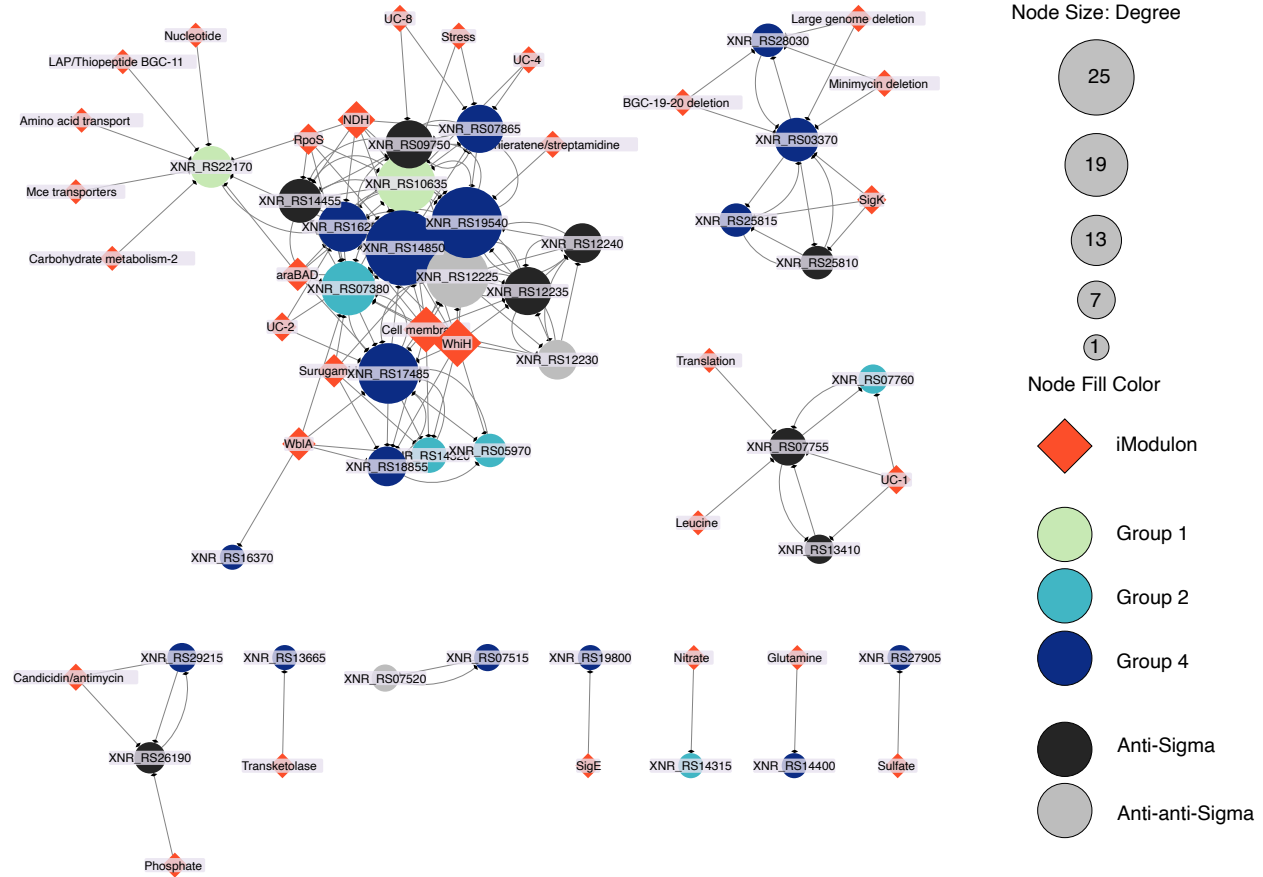 UC-8
Stress
Nucleotide
UC-4
LAP/Thiopeptide BGC-11
NDH
Amino acid transport
RpoS
XNR_RS07865
XNR_RS09750
XNR_RS22170
XNR_RS10635
Mce transporters
XNR_RS14455
XNR_RS19540
XNR_RS14850
XNR_RS12240
Carbohydrate metabolism-2
araBAD
XNR_RS12225
XNR_RS07380
XNR_RS12235
UC-2
Cell
WhiH
XNR_RS12230
XNR_RS17485
WblA
XNR_RS05970
XNR_RS18855
XNR_RS16370
Large genome deletion
XNR_RS28030
Minimycin deletion
BGC-19-20 deletion
XNR_RS03370
SigK
XNR_RS25815
XNR_RS25810
Translation
XNR_RS07760
XNR_RS07755
UC-1
Leucine
XNR_RS13410
XNR_RS29215
Candicidin/antimycin
XNR_RS26190
Phosphate
XNR_RS13665
Transketolase
XNR_RS07515
XNR_RS07520
XNR_RS19800
SigE
Nitrate
XNR_RS14315
Glutamine
XNR_RS14400
XNR_RS27905
Sulfate
Node Size: Degree
25
19
13
7
1
Node Fill Color
iModulon
Group 1
Group 2
Group 4
Anti-Sigma
Anti-anti-Sigma